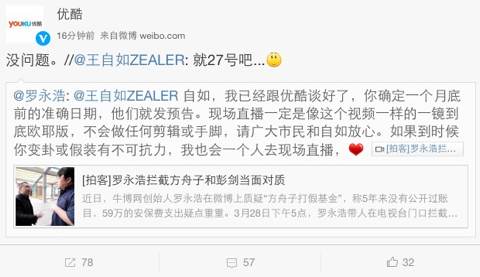 YOUKU优酷
优酷
16分钟前 来自微博 weibo.com
没问题。//@王自如ZEALER: 就27号吧...
@罗永浩: @王自如ZEALER 自如，我已经跟优酷谈好了，你确定一个月底
前的准确日期，他们就发预告。现场直播一定是像这个视频一样的一镜到
底欧耶版，不会做任何剪辑或手脚，请广大市民和自如放心。如果到时候
你变卦或假装有不可抗力，我也会一个人去现场直播， [拍客]罗永浩拦...
[拍客]罗永浩拦截方舟子和彭剑当面对质
近日，牛博网创始人罗永浩在微博上质疑“方舟子打假基金”，称5年来没有公开过账
目，59万的安保费支出疑点重重。3月28日下午5点，罗永浩带人在电视台门口拦截...
78
57
32